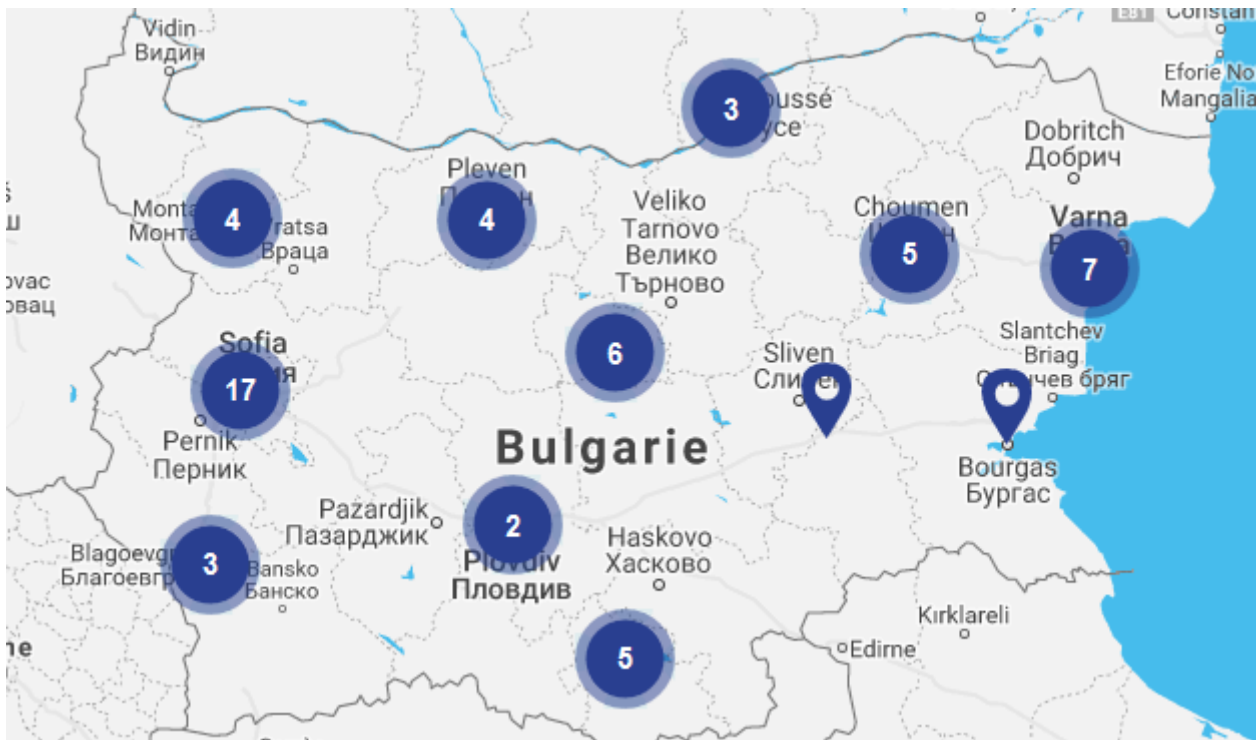 E81
Vidin
Видин
Eforie No
Mangalia
3
Dobritch
Добрич
Pleven
4
4
Veliko
Tarnovo
Велико
Търново
Choumen
5
Varna
7
Враца
Sofia
17
6
Slantchev
Briag
бряг
Sliven
Pernik
Перник
Bulgarie
Bourgas
Бургас
Pazardjik
Пазарджик
2
Plovdiv
Пловдив
Haskovo
Хасково
3
Bansko
Банско
5
Kırklareli
Edirne